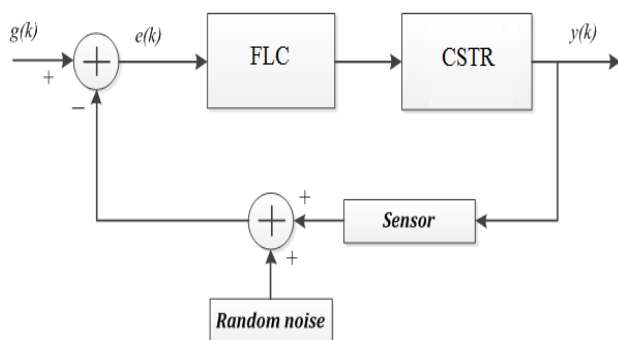 g(k)
e(k)
y(k)
+
+
FLC
CSTR
−
+
+
Sensor
+
Random noise